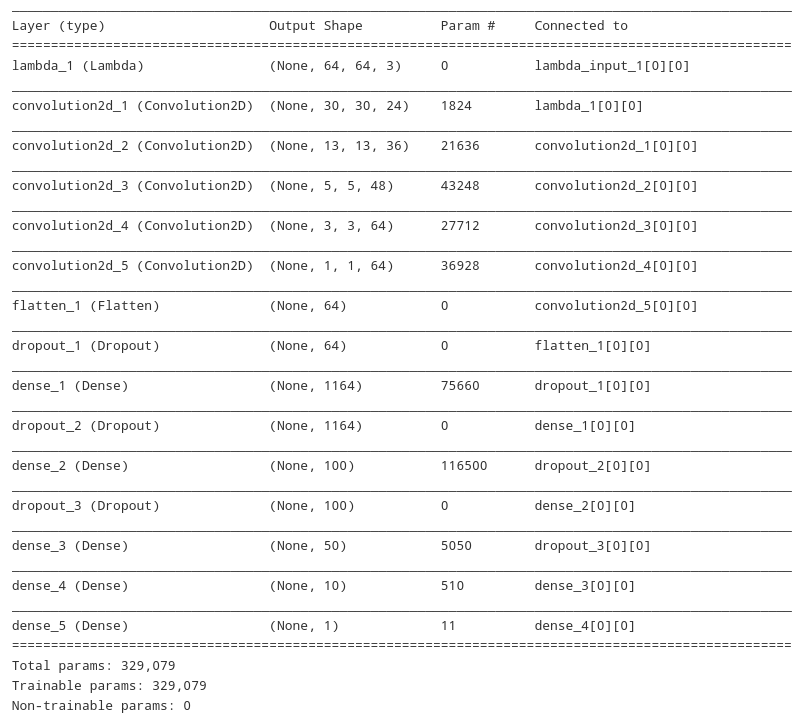 Layer (type) Output Shape Param # Connected to
====================================================================================================
lambda_1 (Lambda) (None, 64, 64, 3) 0 lambda_input_1[0][0]
convolution2d_1 (Convolution2D) (None, 30, 30, 24) 1824 lambda_1[0][0]
convolution2d_2 (Convolution2D) (None, 13, 13, 36) 21636 convolution2d_1[0][0]
convolution2d_3 (Convolution2D) (None, 5, 5, 48) 43248 convolution2d_2[0][0]
convolution2d_4 (Convolution2D) (None, 3, 3, 64) 27712 convolution2d_3[0][0]
convolution2d_5 (Convolution2D) (None, 1, 1, 64) 36928 convolution2d_4[0][0]
flatten_1 (Flatten) (None, 64) 0 convolution2d_5[0][0]
dropout_1 (Dropout) (None, 64) 0 flatten_1[0][0]
dense_1 (Dense) (None, 1164) 75660 dropout_1[0][0]
dropout_2 (Dropout) (None, 1164) 0 dense_1[0][0]
dense_2 (Dense) (None, 100) 116500 dropout_2[0][0]
dropout_3 (Dropout) (None, 100) 0 dense_2[0][0]
dense_3 (Dense) (None, 50) 5050 dropout_3[0][0]
dense_4 (Dense) (None, 10) 510 dense_3[0][0]
dense_5 (Dense) (None, 1) 11 dense_4[0][0]
====================================================================================================
Total params: 329,079
Trainable params: 329,079
Non-trainable params: 0